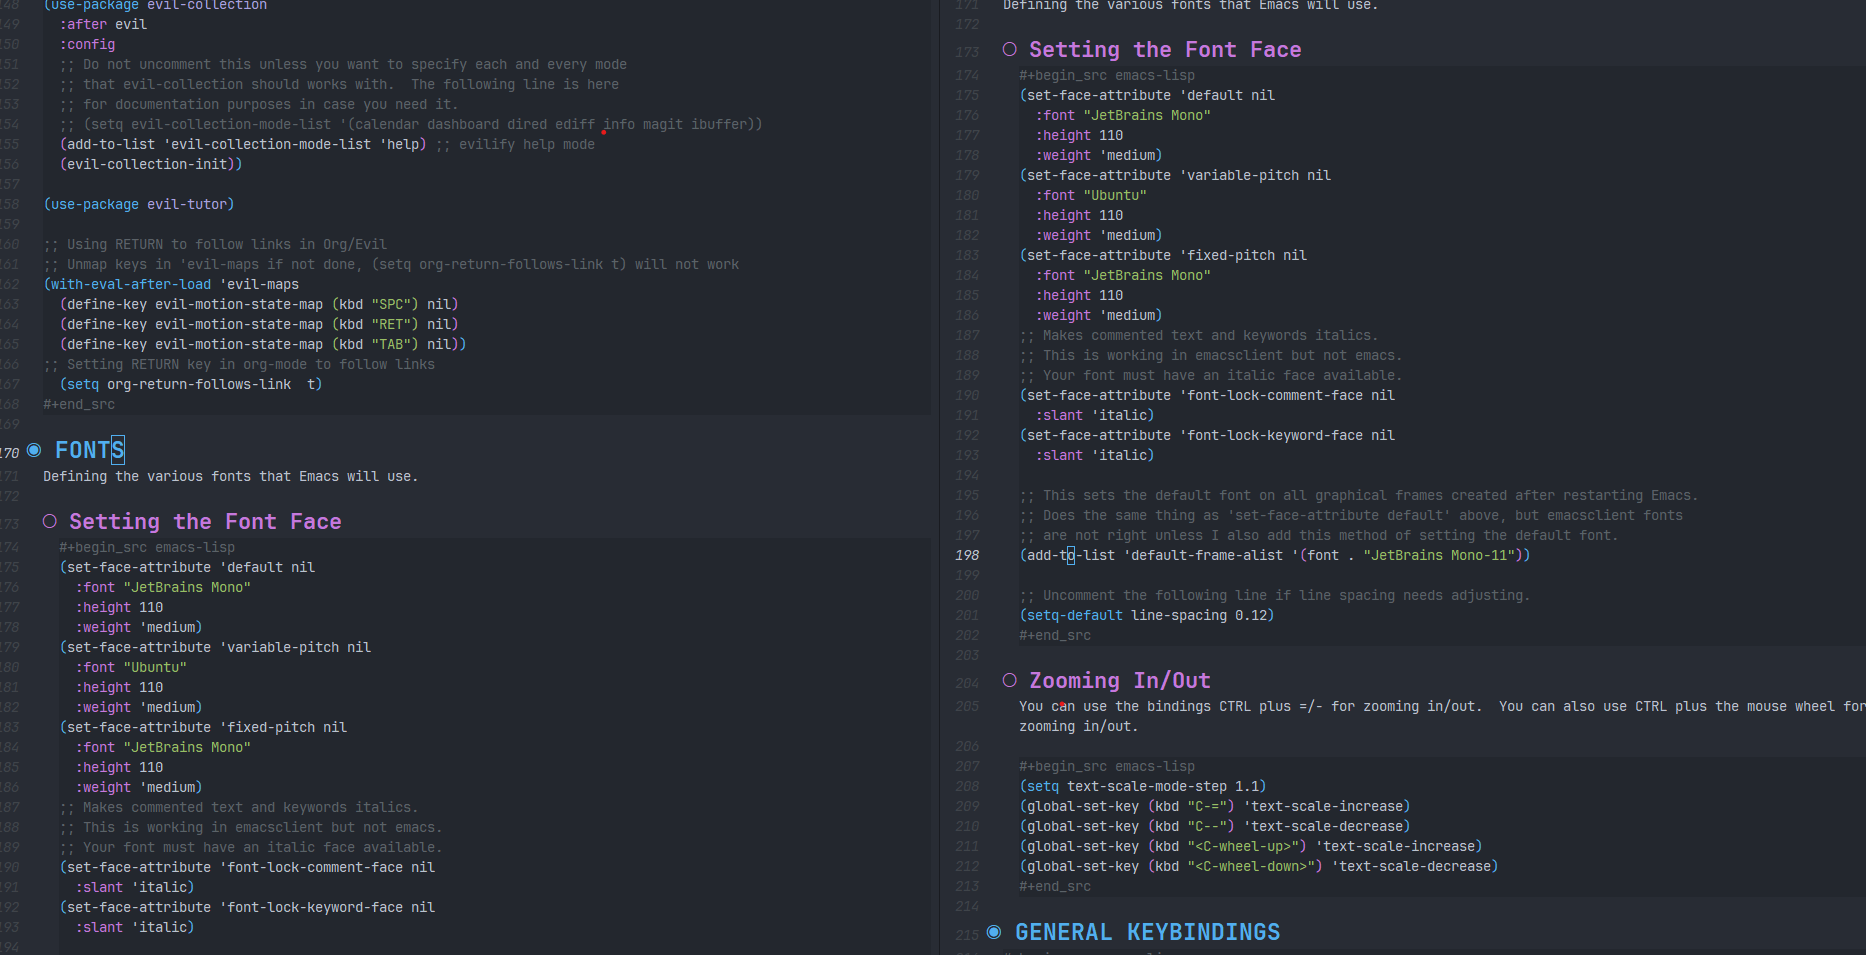 148 (use-package evil-collection
149   :after evil
150   :config
151   ;; Do not uncomment this unless you want to specify each and every mode
152   ;; that evil-collection should works with.  The following line is here
153   ;; for documentation purposes in case you need it.
154   ;; (setq evil-collection-mode-list '(calendar dashboard dired ediff info magit ibuffer))
155   (add-to-list 'evil-collection-mode-list 'help) ;; evilify help mode
156   (evil-collection-init))
157
158 (use-package evil-tutor)
159
160 ;; Using RETURN to follow links in Org/Evil
161 ;; Unmap keys in 'evil-maps if not done, (setq org-return-follows-link t) will not work
162 (with-eval-after-load 'evil-maps
163   (define-key evil-motion-state-map (kbd "SPC") nil)
164   (define-key evil-motion-state-map (kbd "RET") nil)
165   (define-key evil-motion-state-map (kbd "TAB") nil))
166 ;; Setting RETURN key in org-mode to follow links
167   (setq org-return-follows-link  t)
168 #+end_src
169
170 ◉ FONTS
171 Defining the various fonts that Emacs will use.
172
173 ○ Setting the Font Face
174 #+begin_src emacs-lisp
175 (set-face-attribute 'default nil
176   :font "JetBrains Mono"
177   :height 110
178   :weight 'medium)
179 (set-face-attribute 'variable-pitch nil
180   :font "Ubuntu"
181   :height 110
182   :weight 'medium)
183 (set-face-attribute 'fixed-pitch nil
184   :font "JetBrains Mono"
185   :height 110
186   :weight 'medium)
187 ;; Makes commented text and keywords italics.
188 ;; This is working in emacsclient but not emacs.
189 ;; Your font must have an italic face available.
190 (set-face-attribute 'font-lock-comment-face nil
191   :slant 'italic)
192 (set-face-attribute 'font-lock-keyword-face nil
193   :slant 'italic)
194
171 Defining the various fonts that Emacs will use.
172
173 ○ Setting the Font Face
174 #+begin_src emacs-lisp
175 (set-face-attribute 'default nil
176   :font "JetBrains Mono"
177   :height 110
178   :weight 'medium)
179 (set-face-attribute 'variable-pitch nil
180   :font "Ubuntu"
181   :height 110
182   :weight 'medium)
183 (set-face-attribute 'fixed-pitch nil
184   :font "JetBrains Mono"
185   :height 110
186   :weight 'medium)
187 ;; Makes commented text and keywords italics.
188 ;; This is working in emacsclient but not emacs.
189 ;; Your font must have an italic face available.
190 (set-face-attribute 'font-lock-comment-face nil
191   :slant 'italic)
192 (set-face-attribute 'font-lock-keyword-face nil
193   :slant 'italic)
194
195 ;; This sets the default font on all graphical frames created after restarting Emacs.
196 ;; Does the same thing as 'set-face-attribute default' above, but emacsclient fonts
197 ;; are not right unless I also add this method of setting the default font.
198 (add-to-list 'default-frame-alist '(font . "JetBrains Mono-11"))
199
200 ;; Uncomment the following line if line spacing needs adjusting.
201 (setq-default line-spacing 0.12)
202 #+end_src
203
204 ○ Zooming In/Out
205 You can use the bindings CTRL plus =/- for zooming in/out.  You can also use CTRL plus the mouse wheel for
zooming in/out.
206
207 #+begin_src emacs-lisp
208 (setq text-scale-mode-step 1.1)
209 (global-set-key (kbd "C-=") 'text-scale-increase)
210 (global-set-key (kbd "C--") 'text-scale-decrease)
211 (global-set-key (kbd "<C-wheel-up>") 'text-scale-increase)
212 (global-set-key (kbd "<C-wheel-down>") 'text-scale-decrease)
213 #+end_src
214
215 ◉ GENERAL KEYBINDINGS